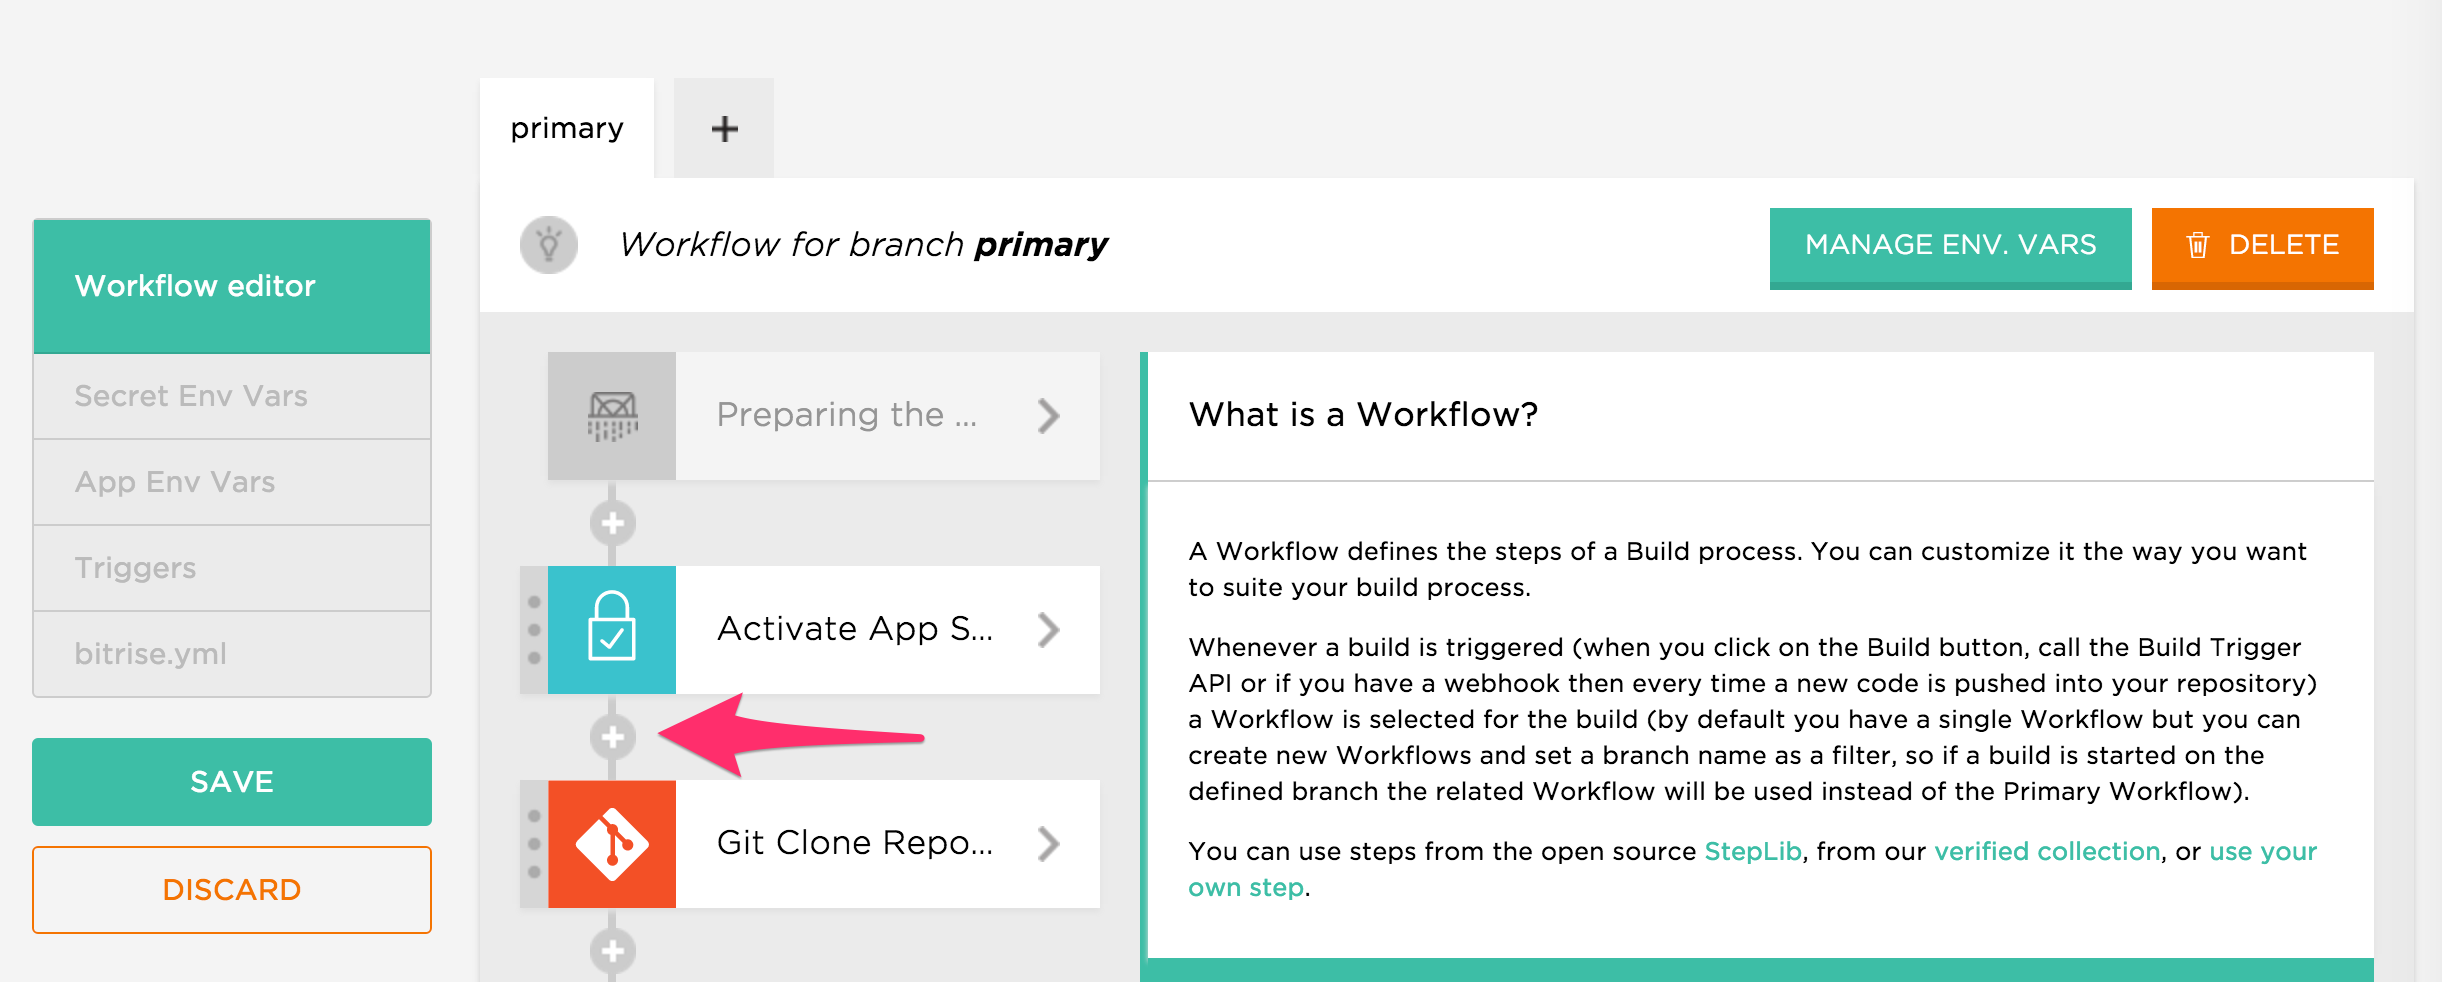 primary
+
Workflow for branch primary
MANAGE ENV. VARS
DELETE
Workflow editor
Secret Env Vars
App Env Vars
Triggers
bitrise.yml
SAVE
DISCARD
Preparing the ...
Activate App S...
Git Clone Repo...
What is a Workflow?
A Workflow defines the steps of a Build process. You can customize it the way you want
to suite your build process.
Whenever a build is triggered (when you click on the Build button, call the Build Trigger
API or if you have a webhook then every time a new code is pushed into your repository)
a Workflow is selected for the build (by default you have a single Workflow but you can
create new Workflows and set a branch name as a filter, so if a build is started on the
defined branch the related Workflow will be used instead of the Primary Workflow).
You can use steps from the open source StepLib, from our verified collection, or use your
own step.